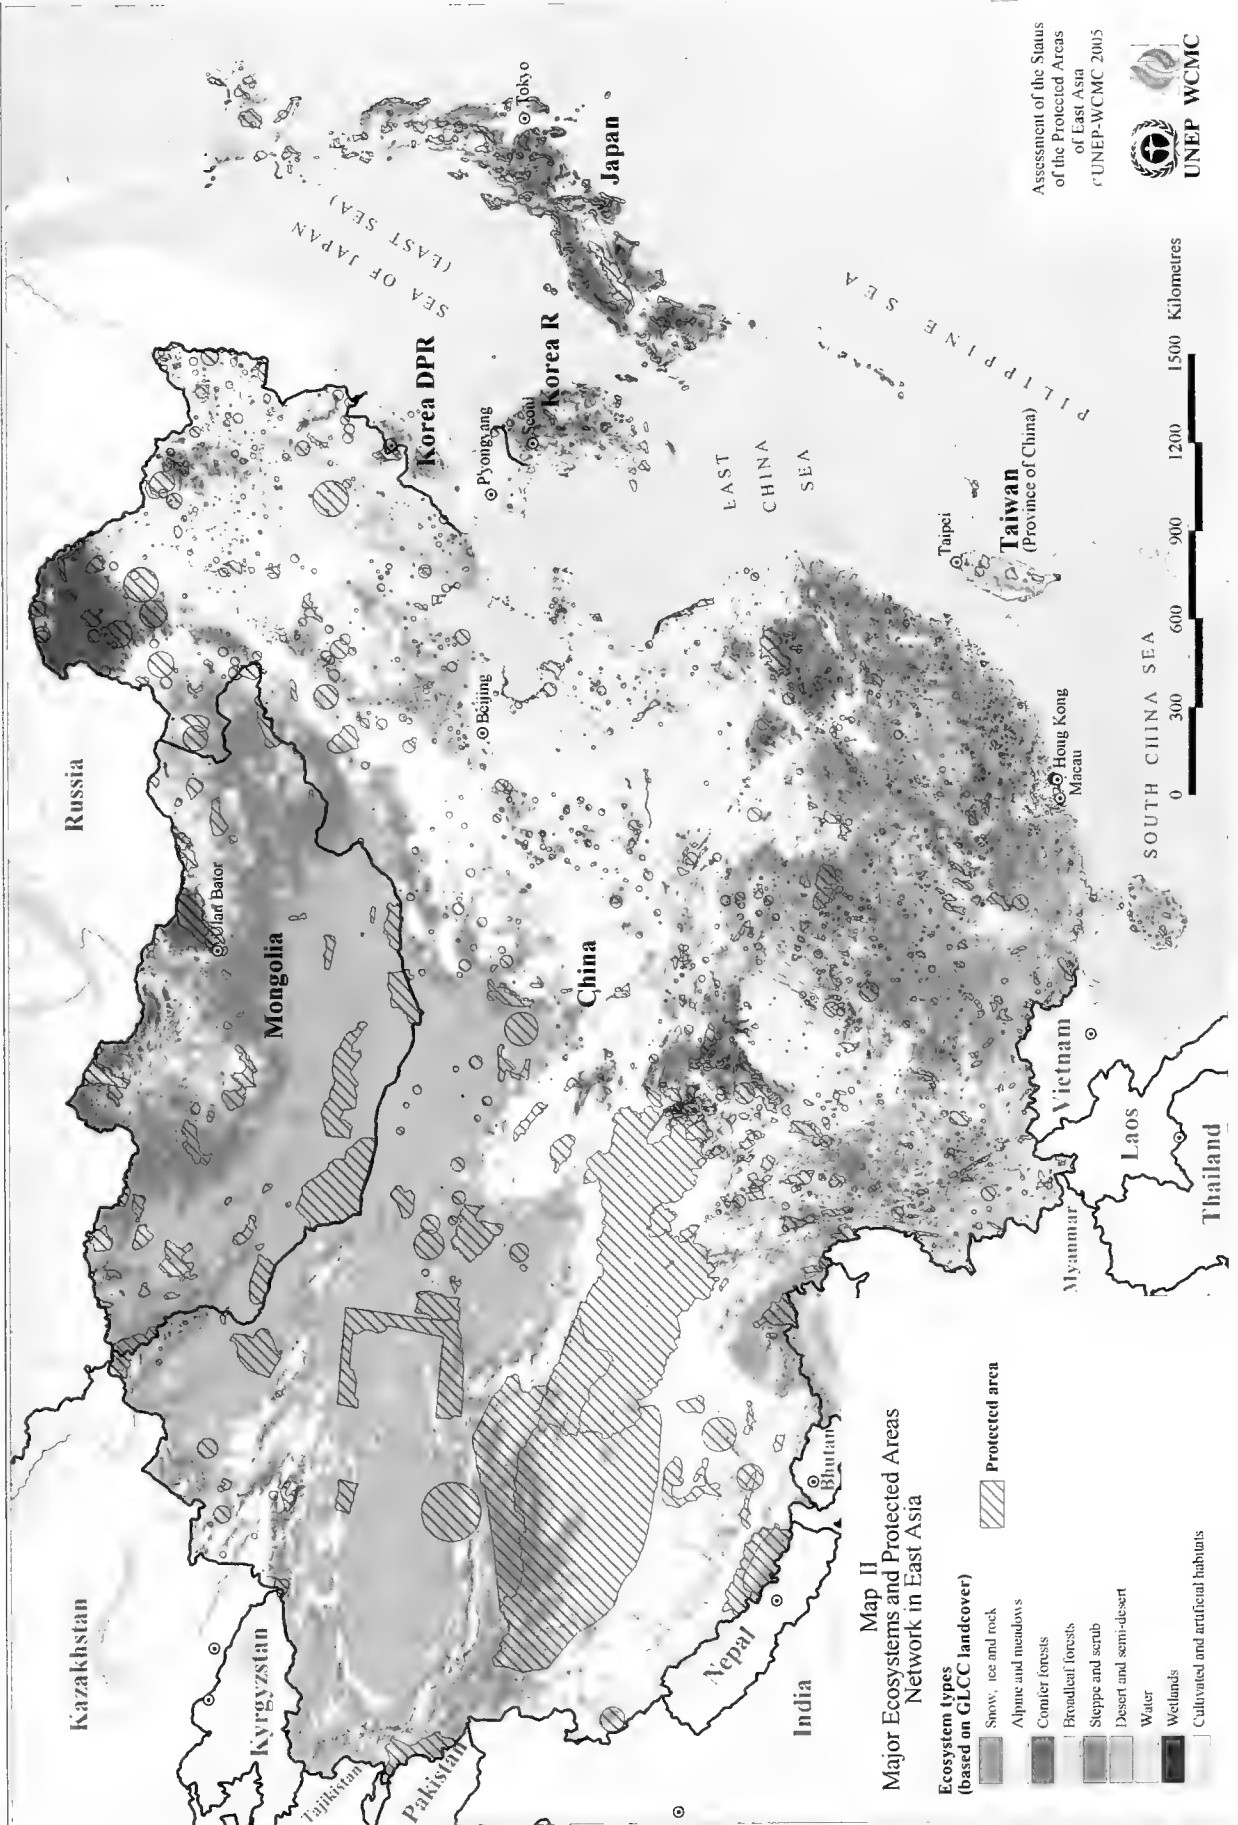 Map II
Major Ecosystems and Protected Areas
Network in East Asia
Ecosystem types
(based on GLCC landcover)
Snow, ice and rock
Alpine and meadows
Conifer forests
Broadleaf forests
Steppe and scrub
Desert and semi-desert
Water
Wetlands
Cultivated and artificial habitats
Protected area
Kazakhstan
Kyrgyzstan
Tajikistan
Pakistan
India
Nepal
Bhutan
Russia
Mongolia
Ulan Bator
China
Beijing
Myanmar
Laos
Thailand
Vietnam
Hong Kong
Macau
Taipei
Taiwan
(Province of China)
Korea DPR
Pyongyang
Korea R
Seoul
Japan
Tokyo
SEA OF JAPAN
(EAST SEA)
EAST
CHINA
SEA
PILIPPINE SEA
SOUTH CHINA SEA
0 300 600 900 1200 1500 Kilometres
Assessment of the Status
of the Protected Areas
of East Asia
©UNEP-WCMC 2005
UNEP WCMC